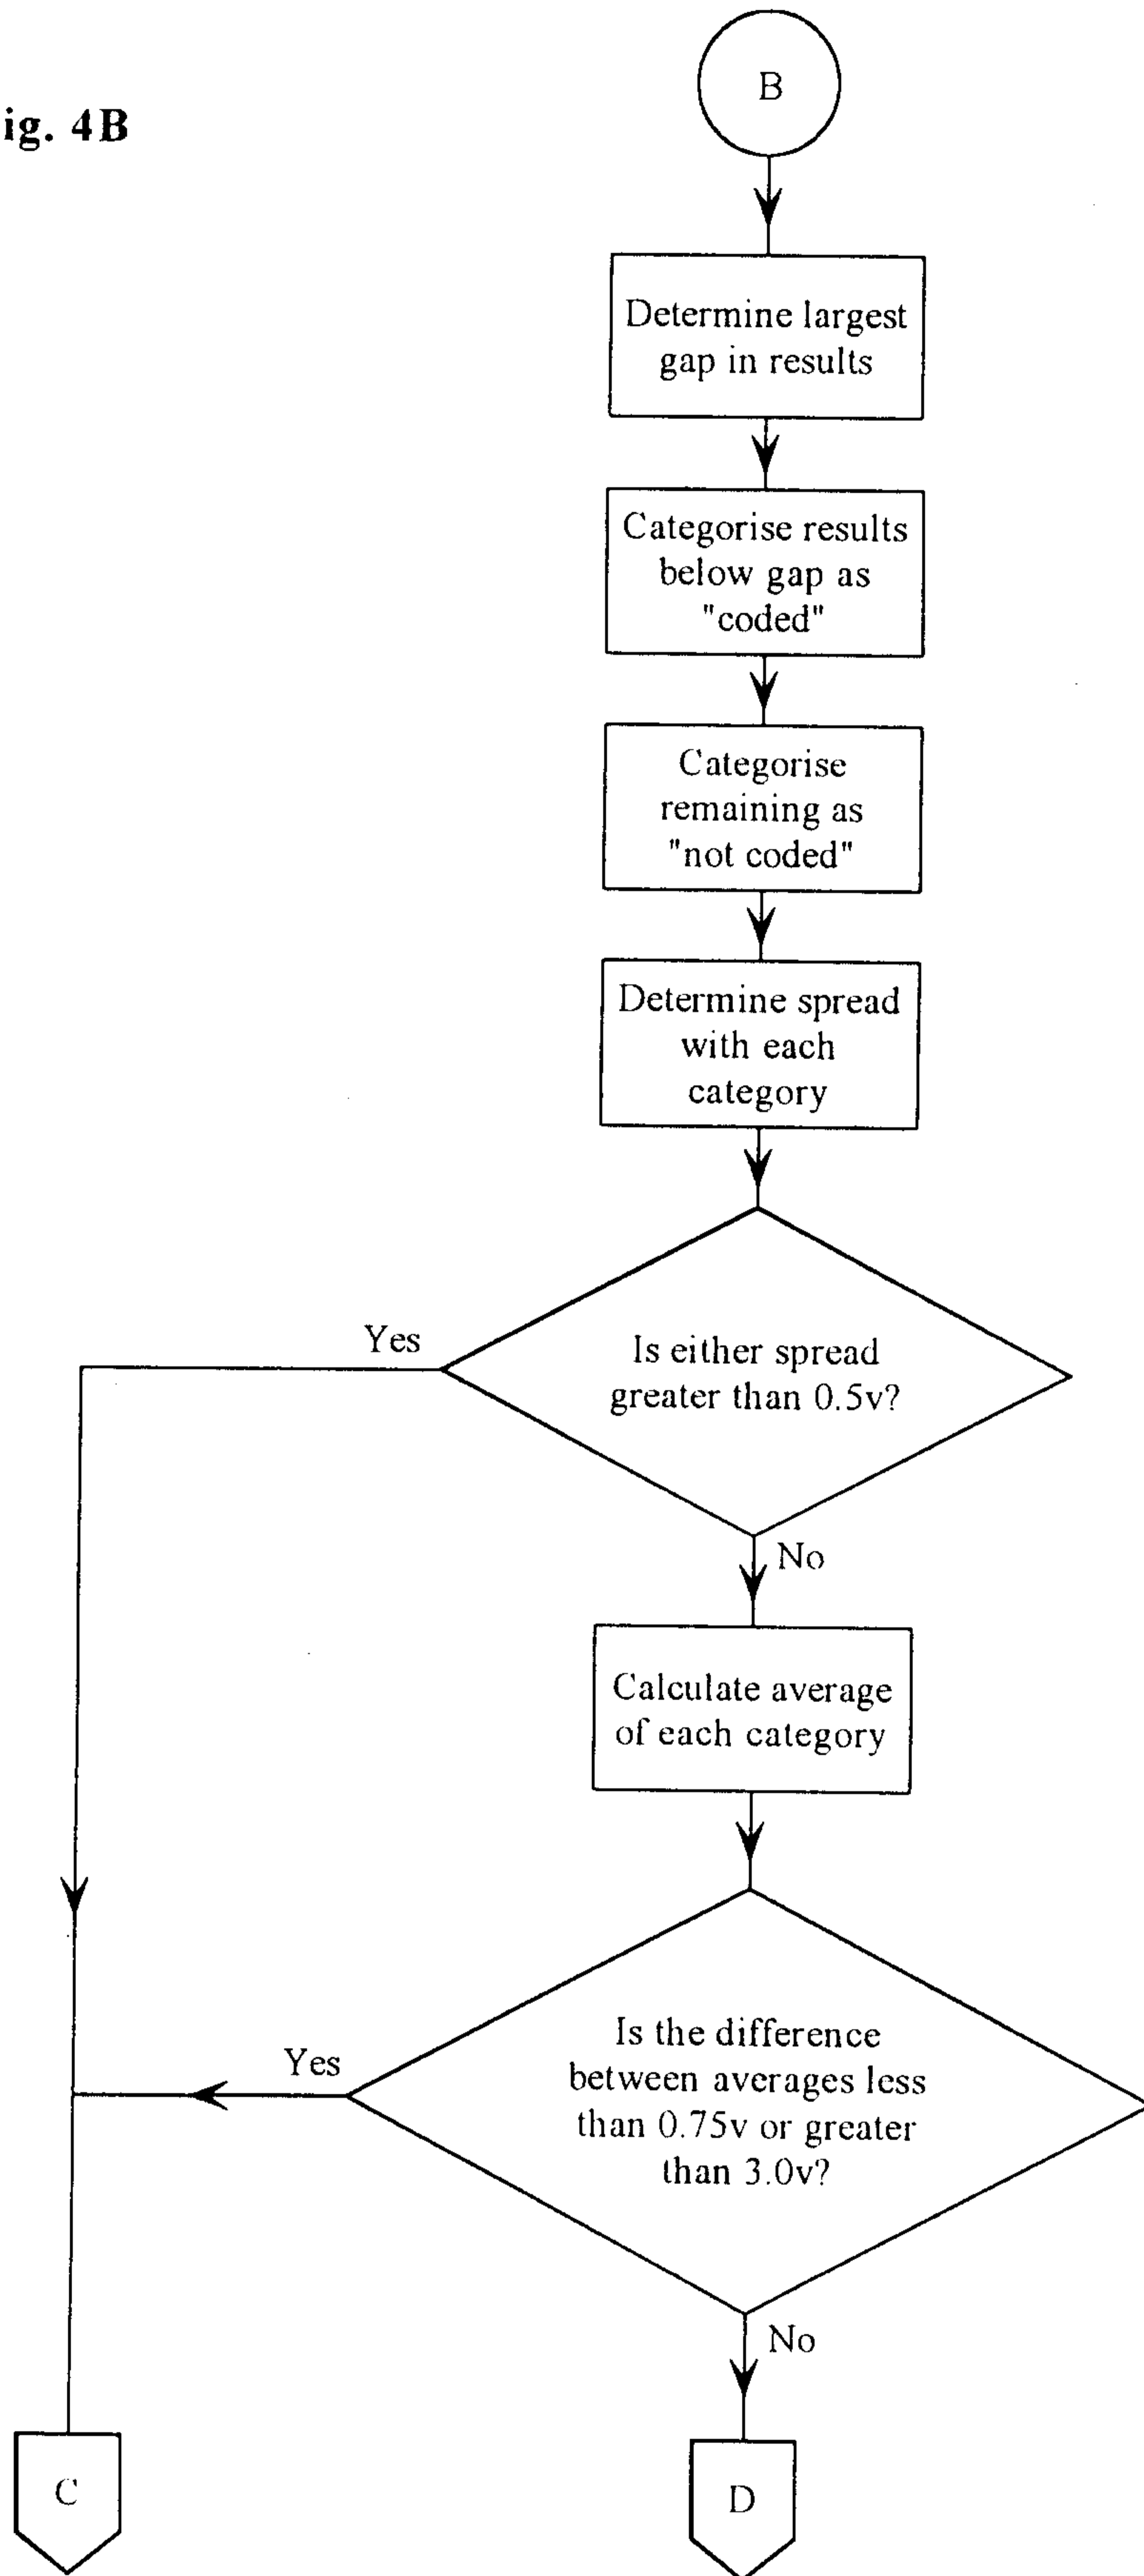 ig. 4B
B
Determine largest
gap in results
Categorise results
below gap as
"coded"
Categorise
remaining as
"not coded"
Determine spread
with each
category
Yes
Is either spread
greater than 0.5v?
No
Calculate average
of each category
Yes
Is the difference
between averages less
than 0.75v or greater
than 3.0v?
No
C
D